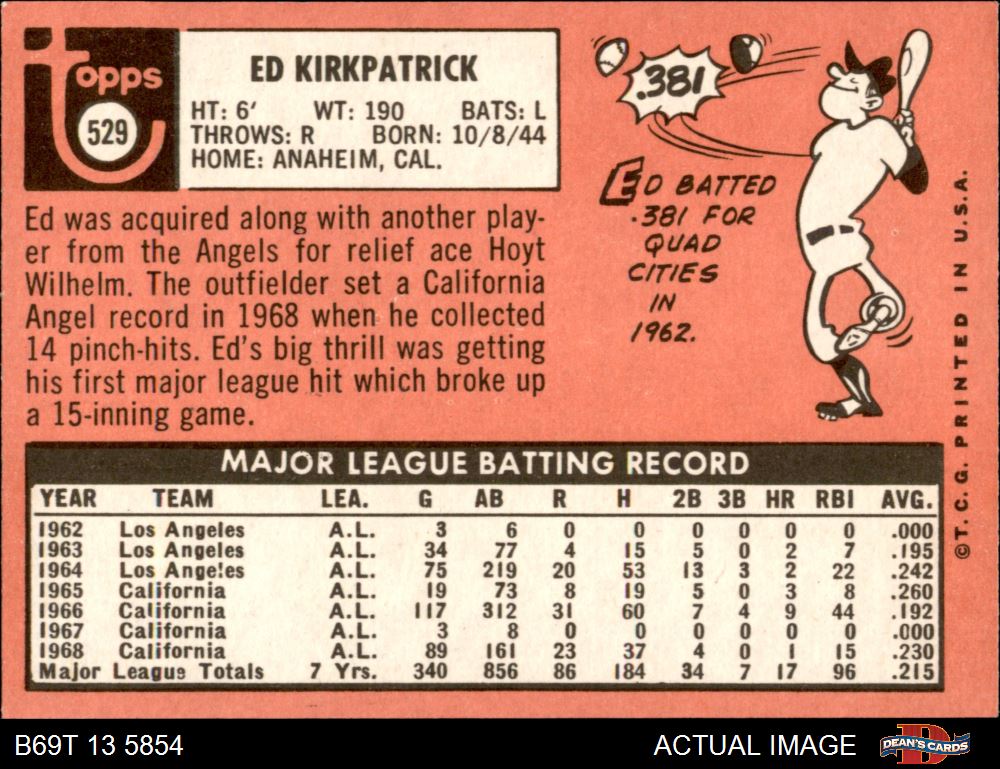 Topps
529
ED KIRKPATRICK
HT: 6' WT: 190 BATS: L
THROWS: R BORN: 10/8/44
HOME: ANAHEIM, CAL.
Ed was acquired along with another play-
er from the Angels for relief ace Hoyt
Wilhelm. The outfielder set a California
Angel record in 1968 when he collected
14 pinch-hits. Ed's big thrill was getting
his first major league hit which broke up
a 15-inning game.
.381
ED BATTED
.381 FOR
QUAD
CITIES
IN
1962.
©T.C.G. PRINTED IN U.S.A.
MAJOR LEAGUE BATTING RECORD
YEAR TEAM LEA. G AB R H 2B 3B HR RBI AVG.
1962 Los Angeles A.L. 3 6 0 0 0 0 0 0 .000
1963 Los Angeles A.L. 34 77 4 15 5 0 2 7 .195
1964 Los Angeles A.L. 75 219 20 53 13 3 2 22 .242
1965 California A.L. 19 73 8 19 5 0 3 8 .260
1966 California A.L. 117 312 31 60 7 4 9 44 .192
1967 California A.L. 3 8 0 0 0 0 0 0 .000
1968 California A.L. 89 161 23 37 4 0 1 15 .230
Major League Totals 7 Yrs. 340 856 86 184 34 7 17 96 .215
B69T 13 5854
ACTUAL IMAGE
D
DEAN'S CARDS